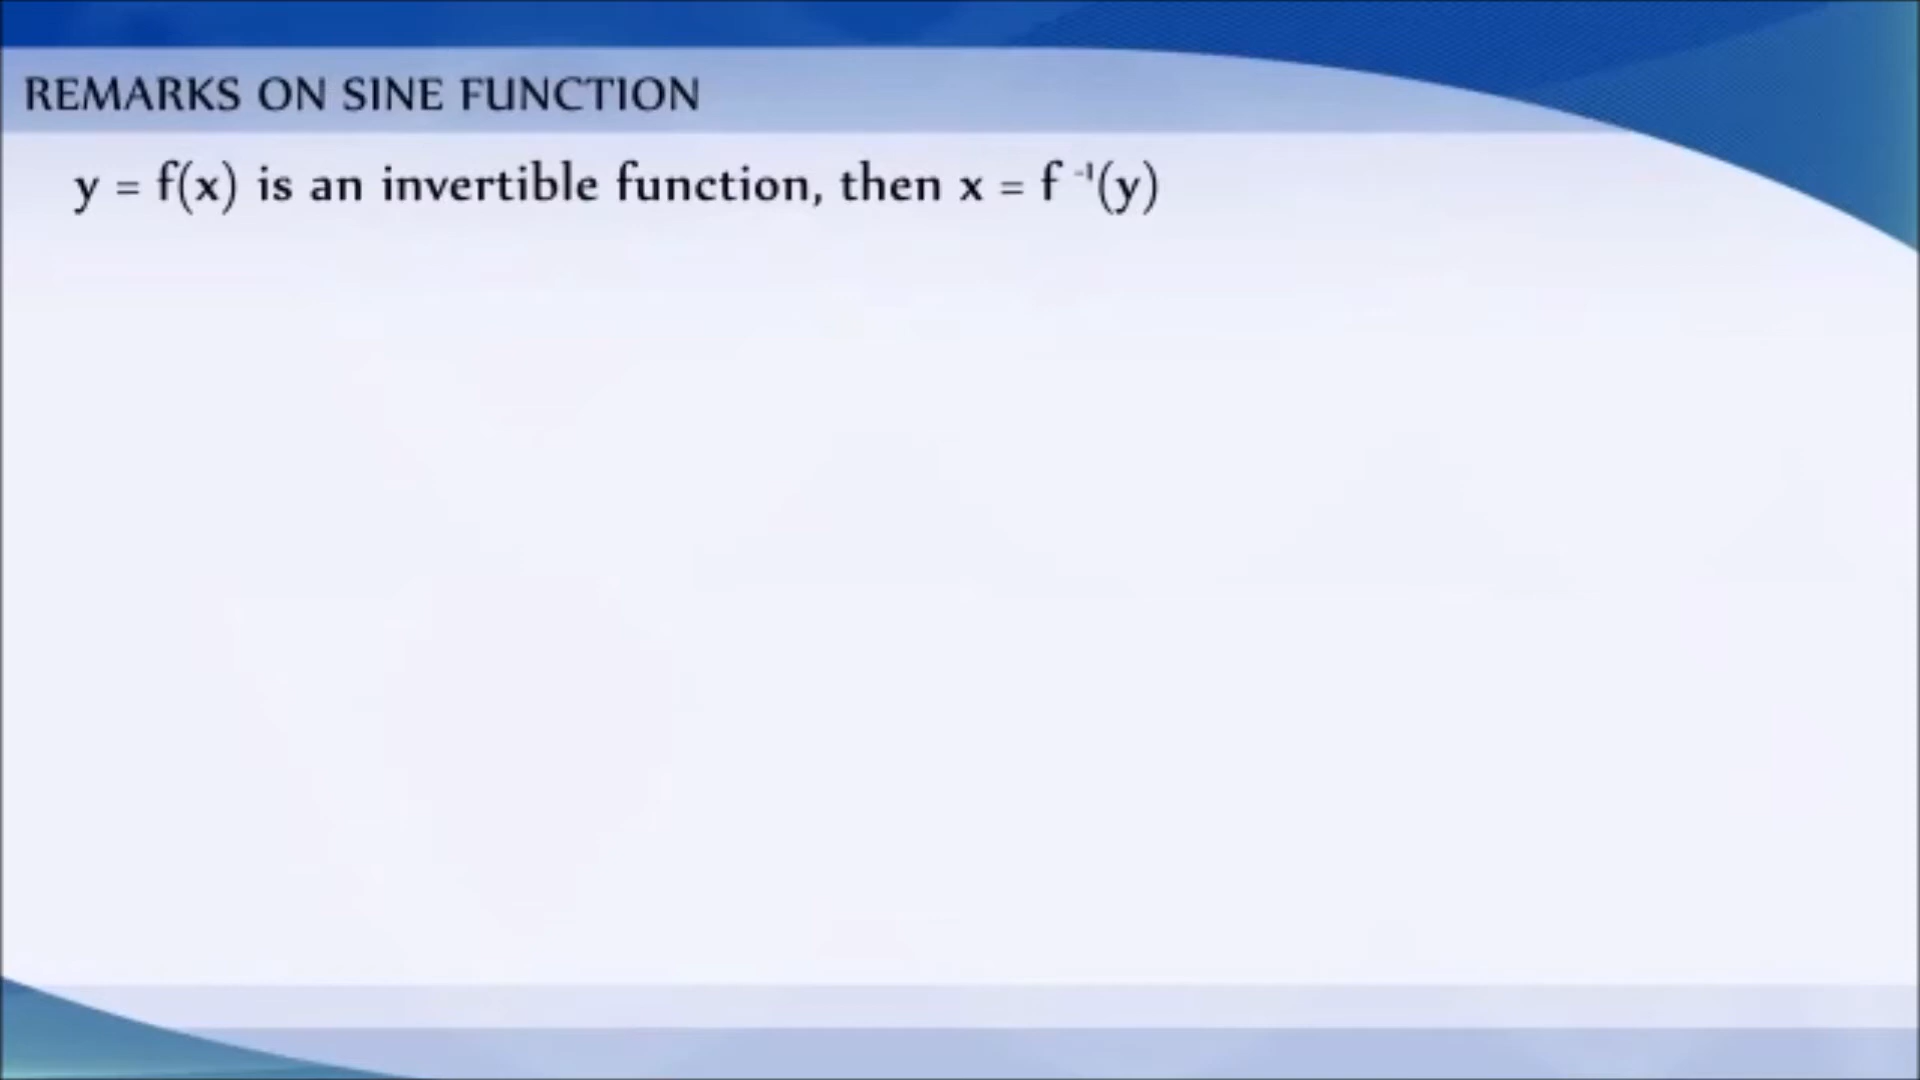 REMARKS ON SINE FUNCTION
y = f(x) is an invertible function, then x = f ⁻¹(y)